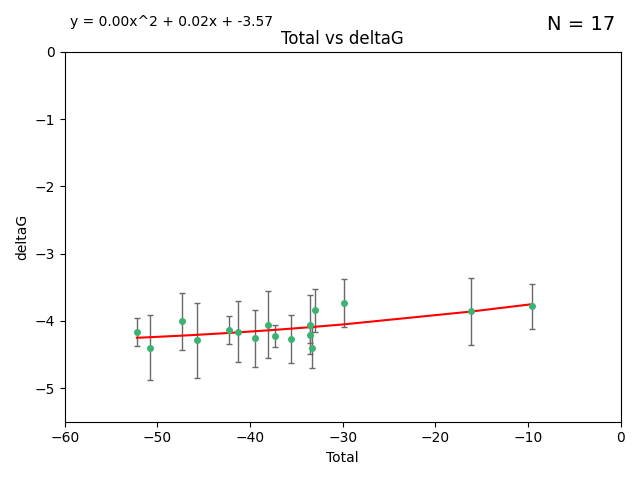 y = 0.00x^2 + 0.02x + -3.57
N = 17
Total vs deltaG
0
−1
−2
−3
−4
−5
deltaG
−60 −50 −40 −30 −20 −10 0
Total